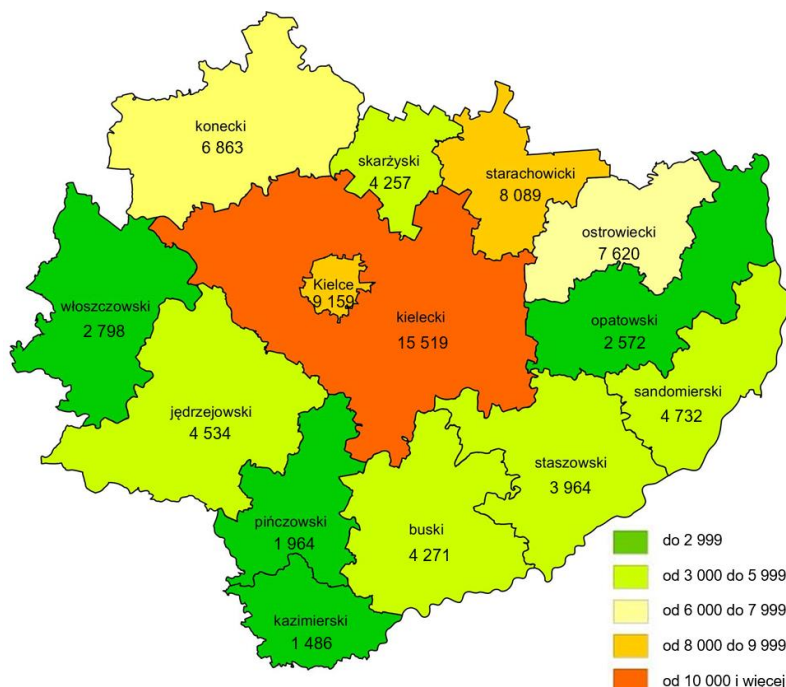 konecki
6 863
skarżyski
4 257
starachowicki
8 089
ostrowiecki
7 620
Kielce
9 159
włoszczowski
2 798
kielecki
15 519
opatowski
2 572
sandomierski
4 732
jędrzejowski
4 534
staszowski
3 964
pińczowski
1 964
buski
4 271
kazimierski
1 486
do 2 999
od 3 000 do 5 999
od 6 000 do 7 999
od 8 000 do 9 999
od 10 000 i więcej